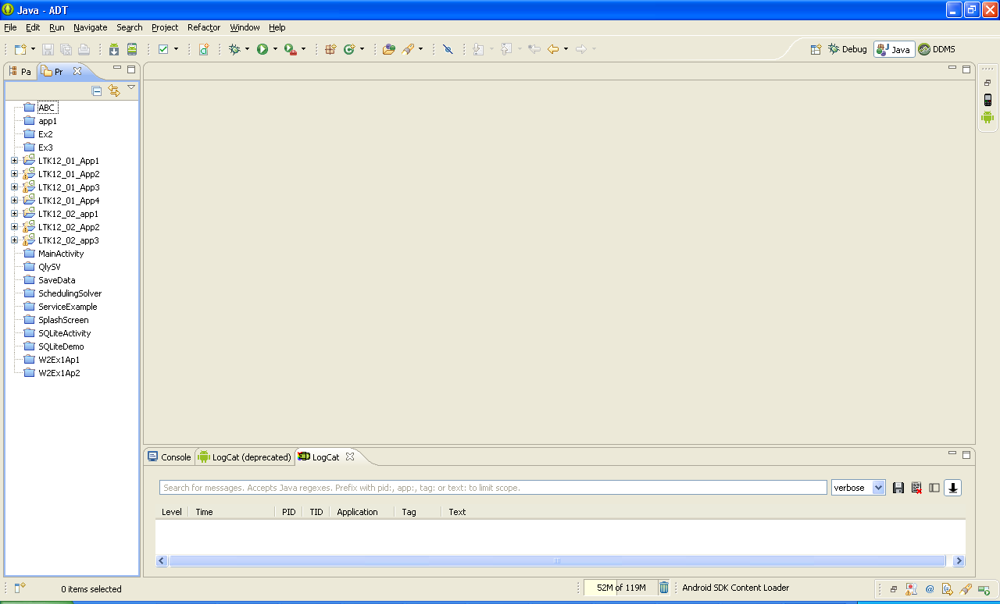 Java - ADT
File Edit Run Navigate Search Project Refactor Window Help
Debug Java DDMS
Pa Pr
ABC
app1
Ex2
Ex3
LTK12_01_App1
LTK12_01_App2
LTK12_01_App3
LTK12_01_App4
LTK12_02_app1
LTK12_02_App2
LTK12_02_app3
MainActivity
QlySV
SaveData
SchedulingSolver
ServiceExample
SplashScreen
SQLiteActivity
SQLiteDemo
W2Ex1Ap1
W2Ex1Ap2
Console LogCat (deprecated) LogCat
Search for messages. Accepts Java regexes. Prefix with pid:, app:, tag: or text: to limit scope.
verbose
Level Time PID TID Application Tag Text
0 items selected
52M of 119M
Android SDK Content Loader